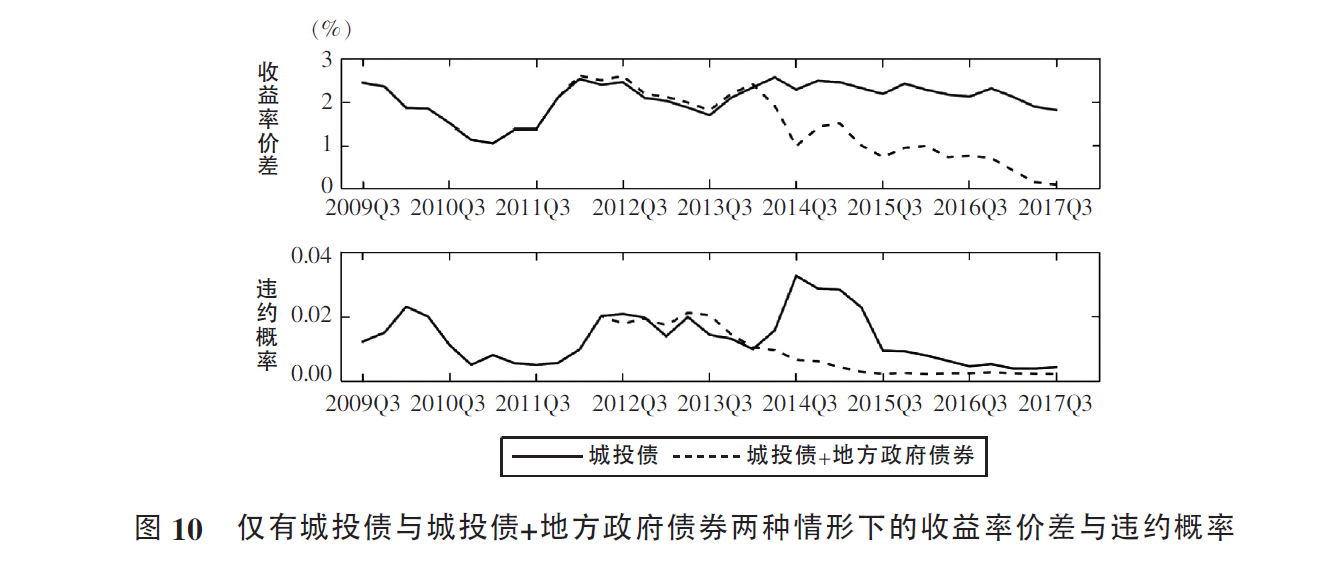 (%)
收益率价差
3
2
1
0
2009Q3 2010Q3 2011Q3 2012Q3 2013Q3 2014Q3 2015Q3 2016Q3 2017Q3
违约概率
0.04
0.02
0.00
2009Q3 2010Q3 2011Q3 2012Q3 2013Q3 2014Q3 2015Q3 2016Q3 2017Q3
城投债 城投债+地方政府债券
图 10 仅有城投债与城投债+地方政府债券两种情形下的收益率价差与违约概率